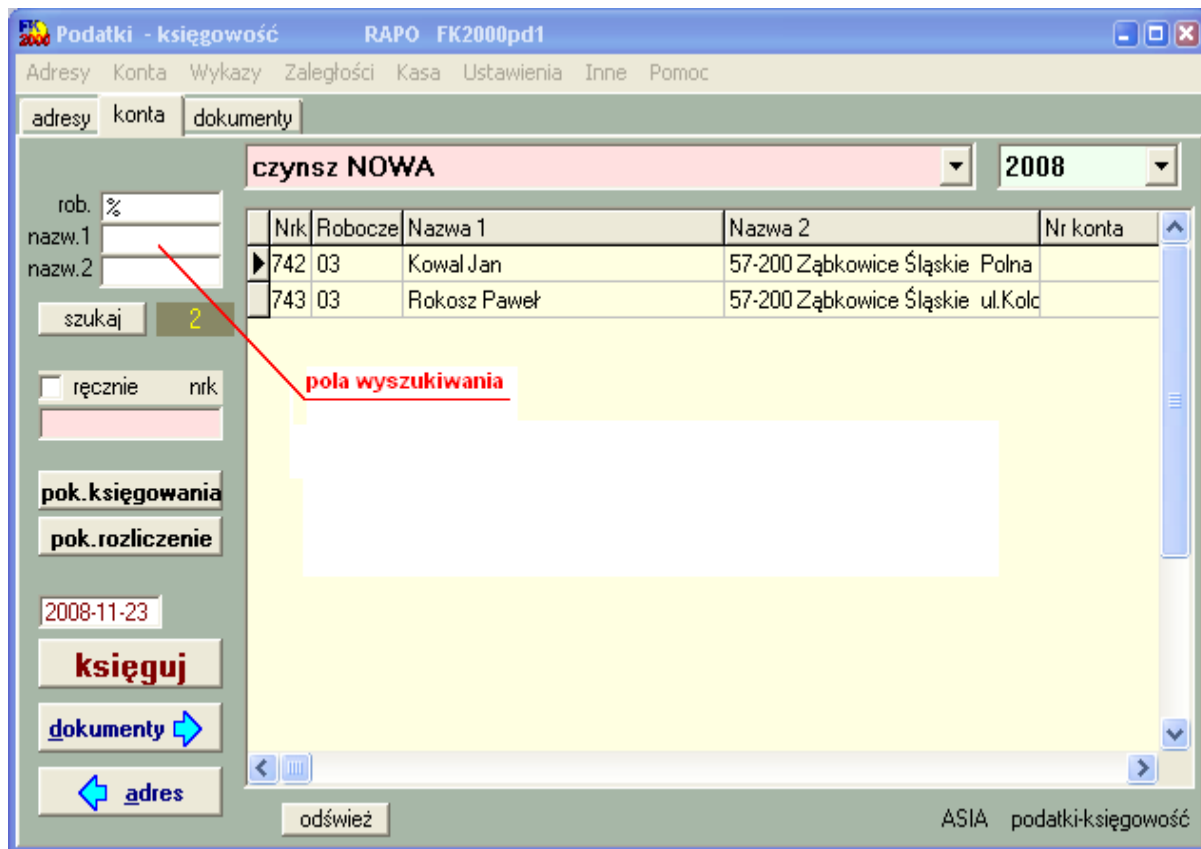 FK 2000 Podatki - księgowość RAPO FK2000pd1
Adresy Konta Wykazy Zaległości Kasa Ustawienia Inne Pomoc
adresy konta dokumenty
czynsz NOWA 2008
rob. %
nazw.1
nazw.2
szukaj 2
Nrk Robocze Nazwa 1 Nazwa 2 Nr konta
742 03 Kowal Jan 57-200 Ząbkowice Śląskie Polna
743 03 Rokosz Paweł 57-200 Ząbkowice Śląskie ul.Kolo
pola wyszukiwania
ręcznie nrk
pok.księgowania
pok.rozliczenie
2008-11-23
księguj
dokumenty
adres
odśwież ASIA podatki-księgowość